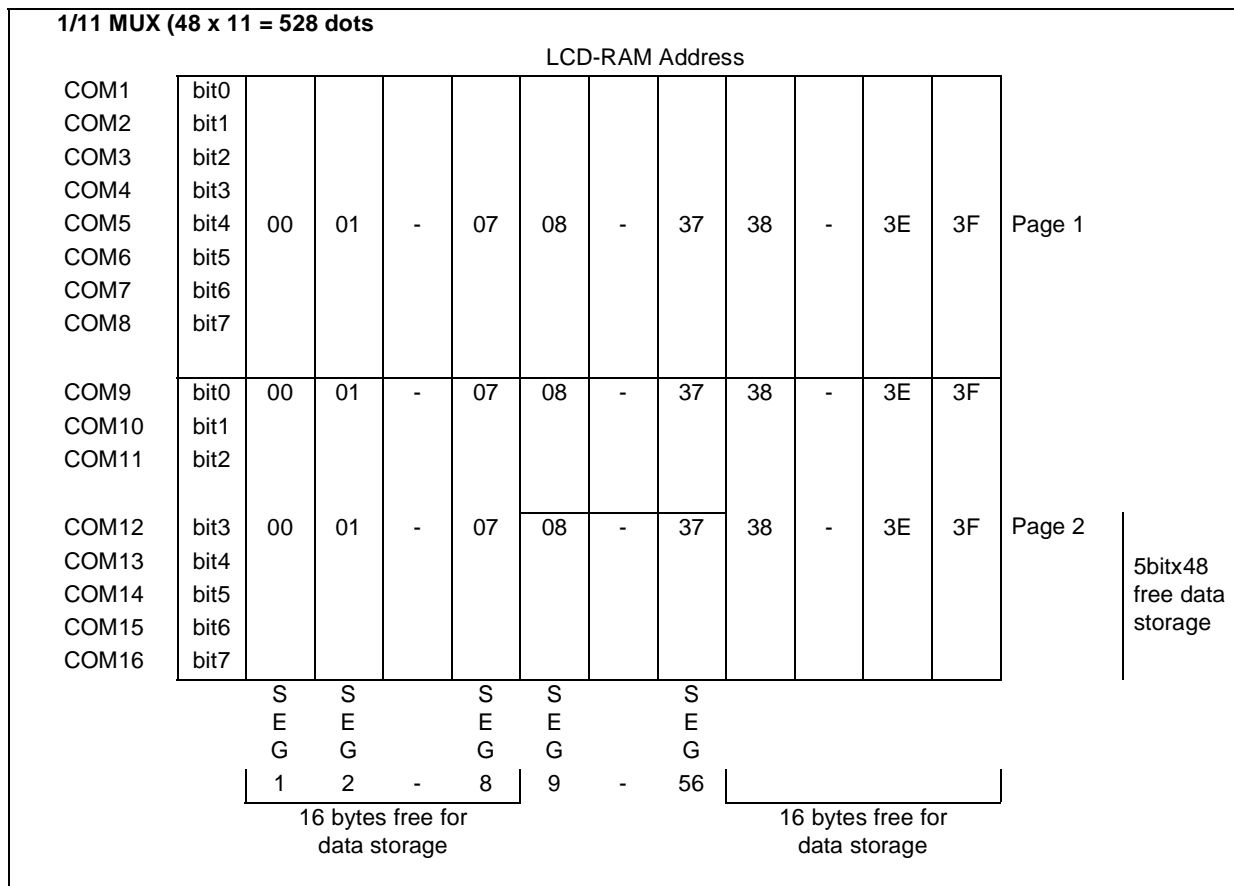 1/11 MUX (48 x 11 = 528 dots
LCD-RAM Address
COM1 bit0
COM2 bit1
COM3 bit2
COM4 bit3
COM5 bit4 00 01 - 07 08 - 37 38 - 3E 3F Page 1
COM6 bit5
COM7 bit6
COM8 bit7
COM9 bit0 00 01 - 07 08 - 37 38 - 3E 3F
COM10 bit1
COM11 bit2
COM12 bit3 00 01 - 07 08 - 37 38 - 3E 3F Page 2
COM13 bit4 5bitx48
COM14 bit5 free data
COM15 bit6 storage
COM16 bit7
S S S S S
E E E E E
G G G G G
1 2 - 8 9 - 56
16 bytes free for 16 bytes free for
data storage data storage